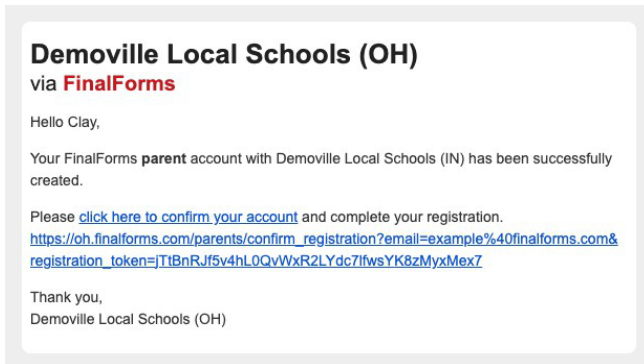 Demoville Local Schools (OH)
via FinalForms
Hello Clay,
Your FinalForms parent account with Demoville Local Schools (IN) has been successfully
created.
Please click here to confirm your account and complete your registration.
https://oh.finalforms.com/parents/confirm_registration?email=example%40finalforms.com&
registration_token=jTtBnRJf5v4hL0QvWxR2LYdc7lfwsYK8zMyxMex7
Thank you,
Demoville Local Schools (OH)